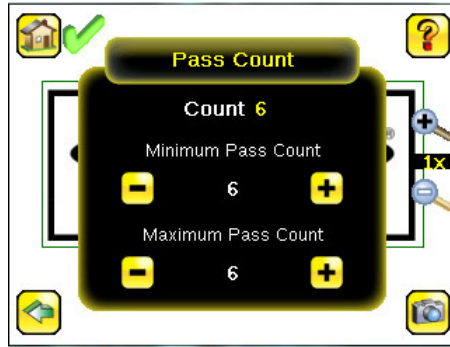 Pass Count
Count 6
Minimum Pass Count
- 6 +
1x
Maximum Pass Count
- 6 +
?
®